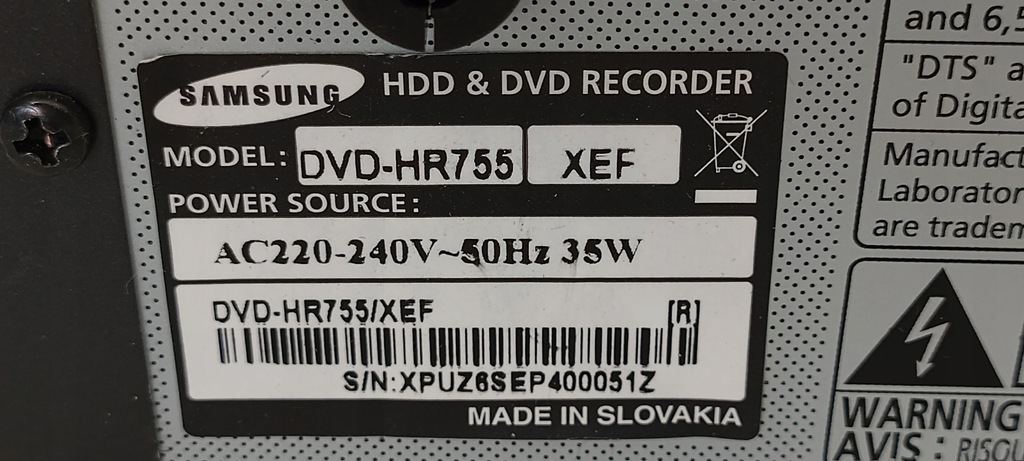 SAMSUNG HDD & DVD RECORDER
MODEL: DVD-HR755 XEF
POWER SOURCE:
AC220-240V~50Hz 35W
DVD-HR755/XEF [R]
S/N:XPUZ6SEP400051Z
MADE IN SLOVAKIA
and 6,5
"DTS" a
of Digita
Manufact
Laborator
are tradem
WARNING
AVIS : RISQU